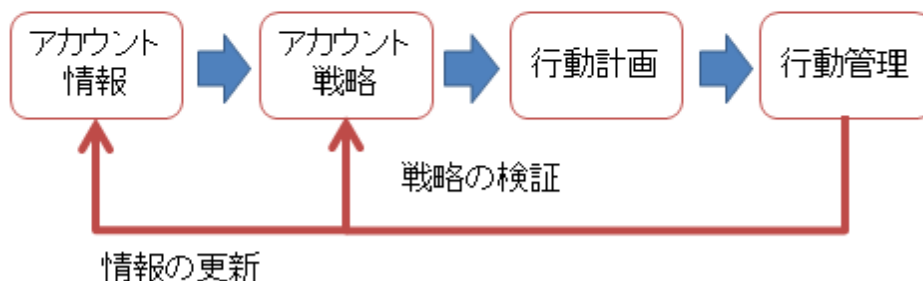 アカウント
情報
アカウント
戦略
行動計画
行動管理
戦略の検証
情報の更新